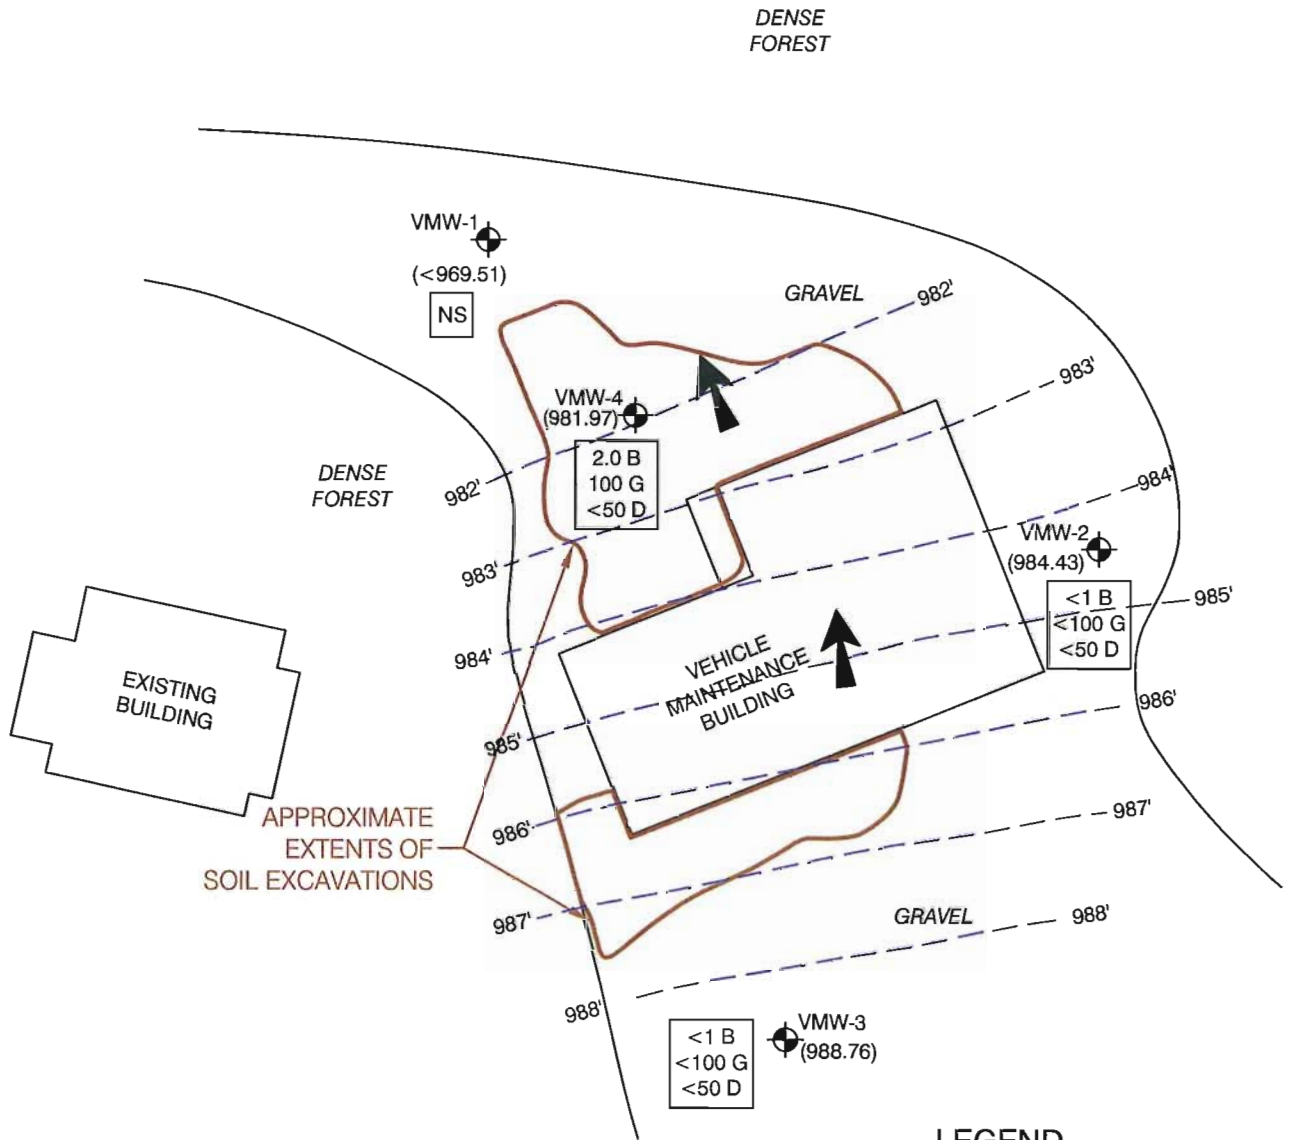 DENSE
FOREST
VMW-1
(<969.51)
NS
GRAVEL
982'
983'
VMW-4
(981.97)
2.0 B
100 G
<50 D
DENSE
FOREST
982'
984'
VMW-2
(984.43)
<1 B
<100 G
<50 D
983'
985'
984'
EXISTING
BUILDING
VEHICLE
MAINTENANCE
BUILDING
986'
985'
APPROXIMATE
EXTENTS OF
SOIL EXCAVATIONS
986'
987'
987'
GRAVEL
988'
988'
<1 B
<100 G
<50 D
VMW-3
(988.76)
LEGEND